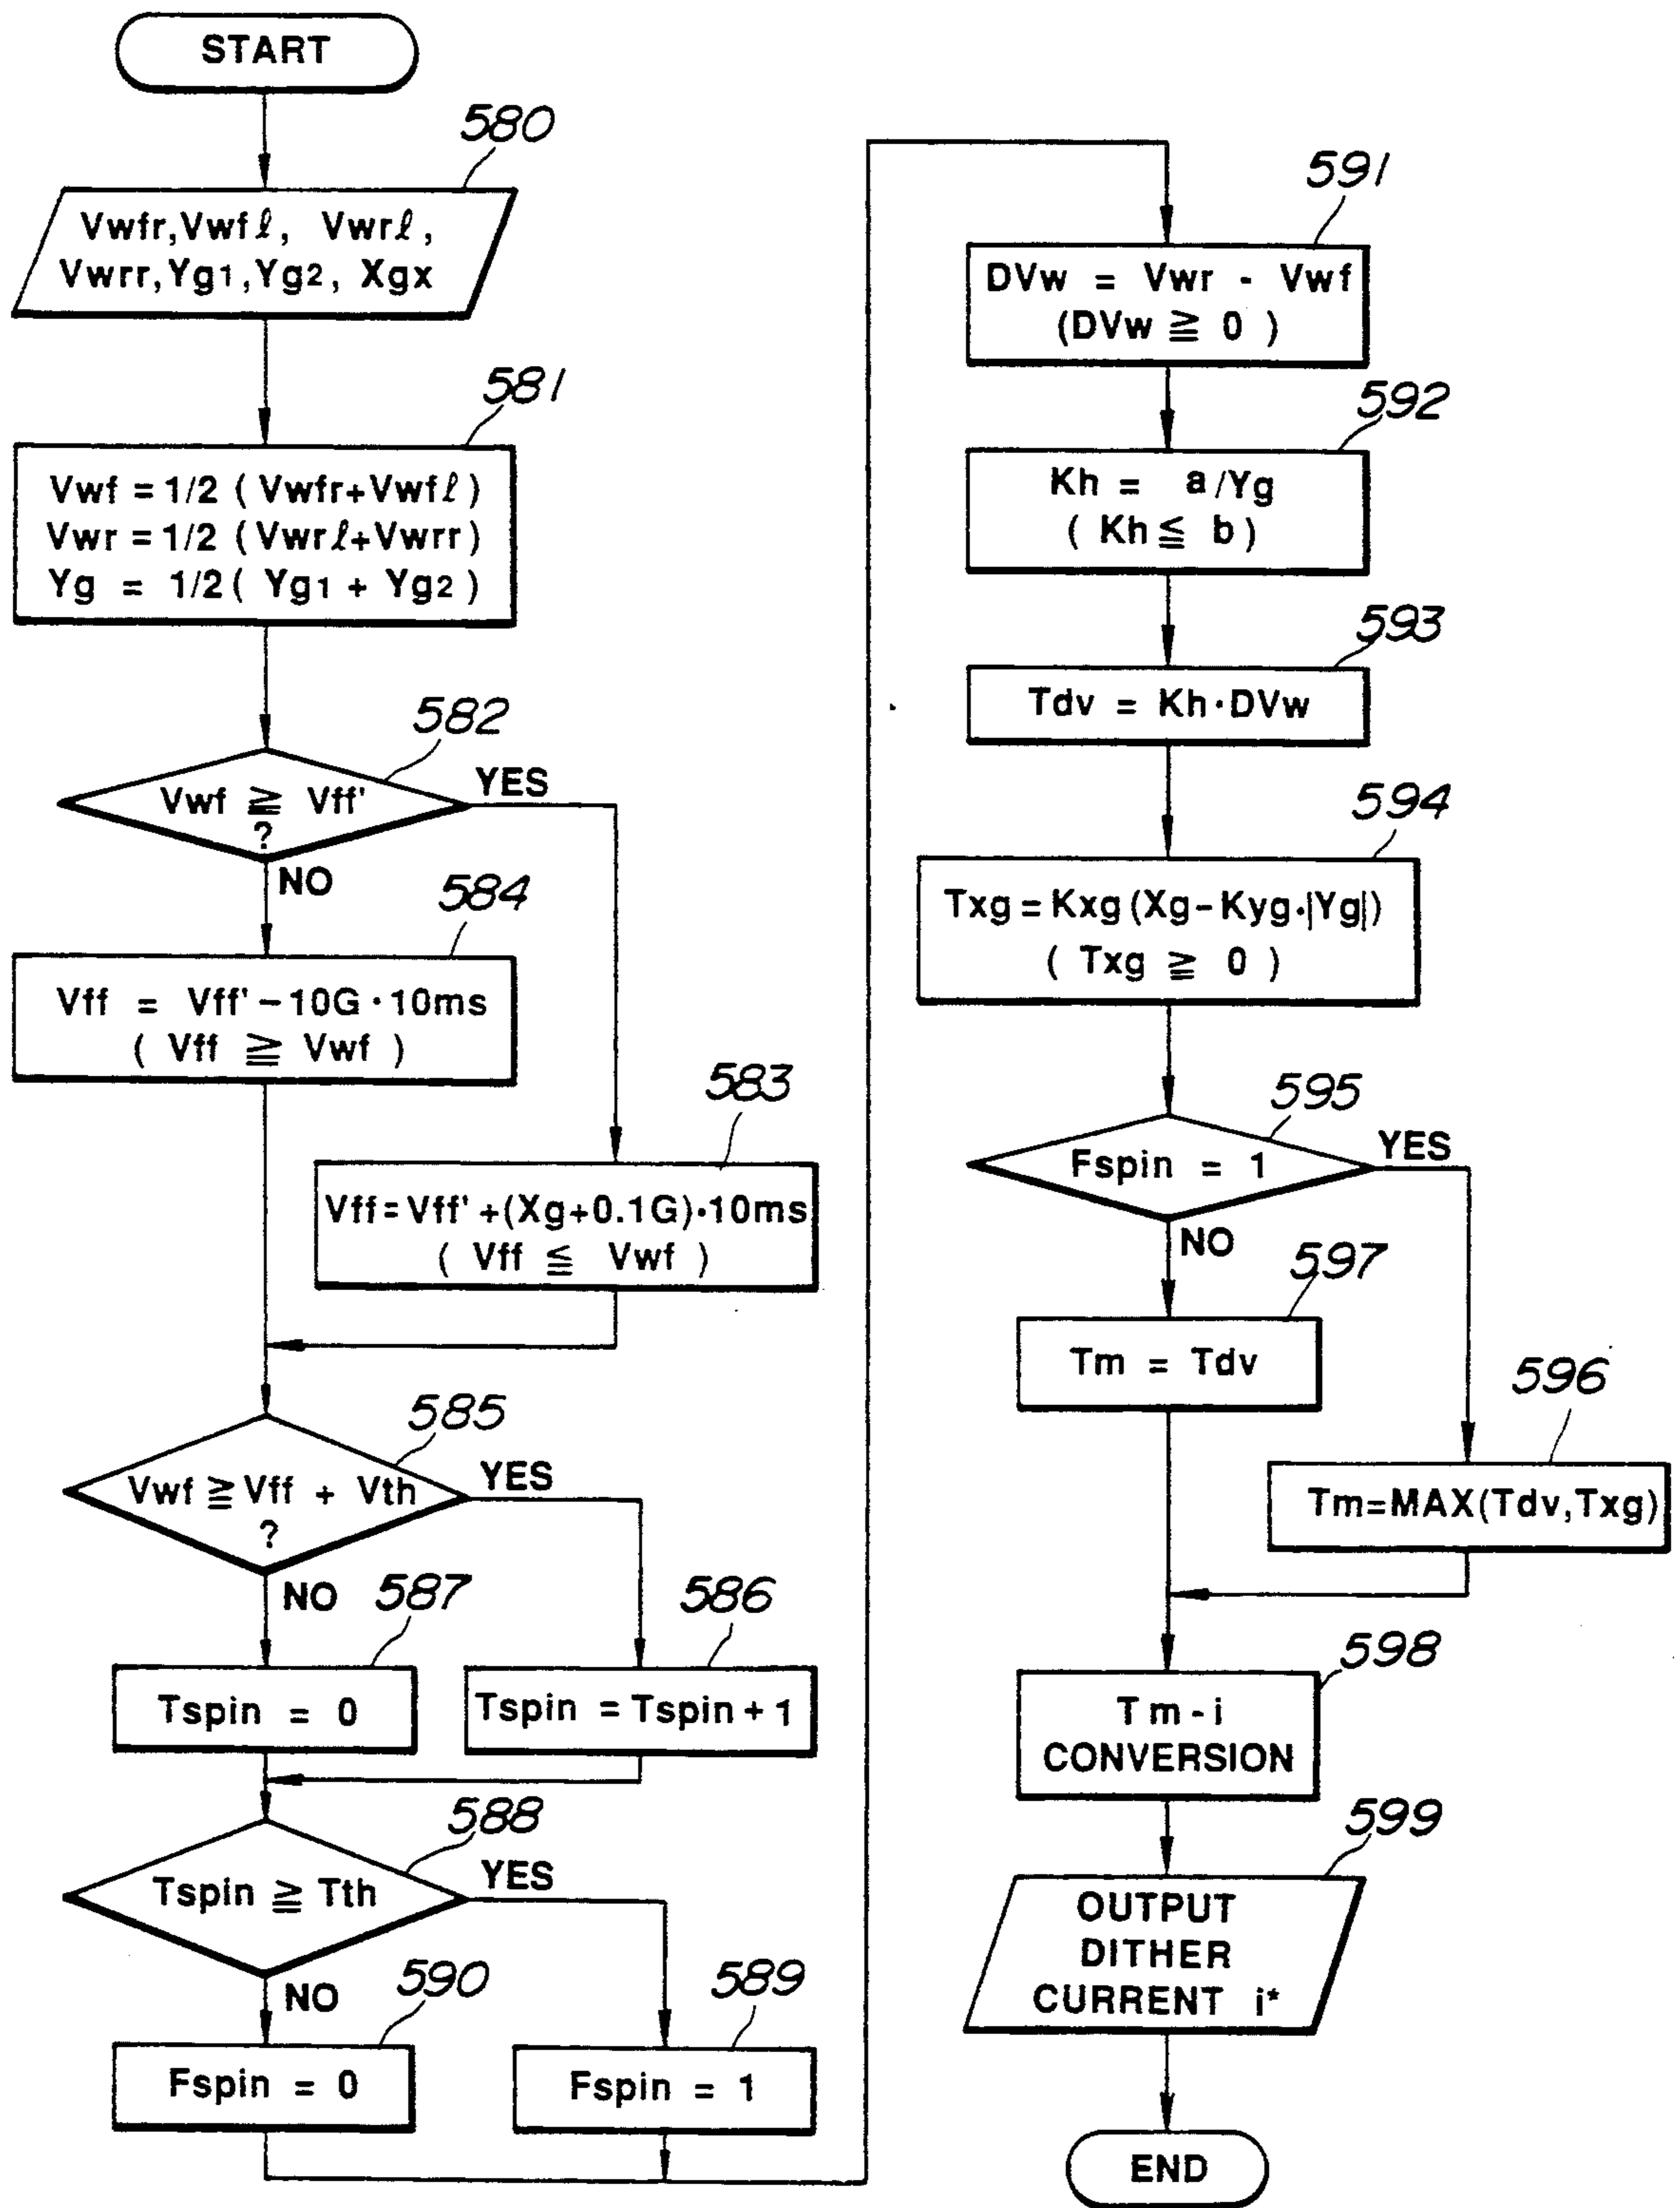 START
580
Vwfr,Vwfℓ, Vwrℓ,
Vwrr,Yg1,Yg2, Xgx
581
Vwf = 1/2 ( Vwfr+Vwfℓ )
Vwr = 1/2 (Vwrℓ+Vwrr)
Yg = 1/2 ( Yg1 + Yg2 )
582
Vwf ≧ Vff'
?
YES
NO
584
Vff = Vff' - 10G · 10ms
( Vff ≧ Vwf )
583
Vff = Vff' + (Xg+0.1G)·10ms
( Vff ≦ Vwf )
585
Vwf ≧ Vff + Vth
?
YES
NO
587
Tspin = 0
586
Tspin = Tspin + 1
588
Tspin ≧ Tth
YES
NO
590
Fspin = 0
589
Fspin = 1
591
DVw = Vwr - Vwf
(DVw ≧ 0 )
592
Kh = a/Yg
( Kh ≦ b )
593
Tdv = Kh·DVw
594
Txg = Kxg (Xg - Kyg·|Yg|)
( Txg ≧ 0 )
595
Fspin = 1
YES
NO
597
Tm = Tdv
596
Tm=MAX(Tdv,Txg)
598
Tm - i
CONVERSION
599
OUTPUT
DITHER
CURRENT i*
END